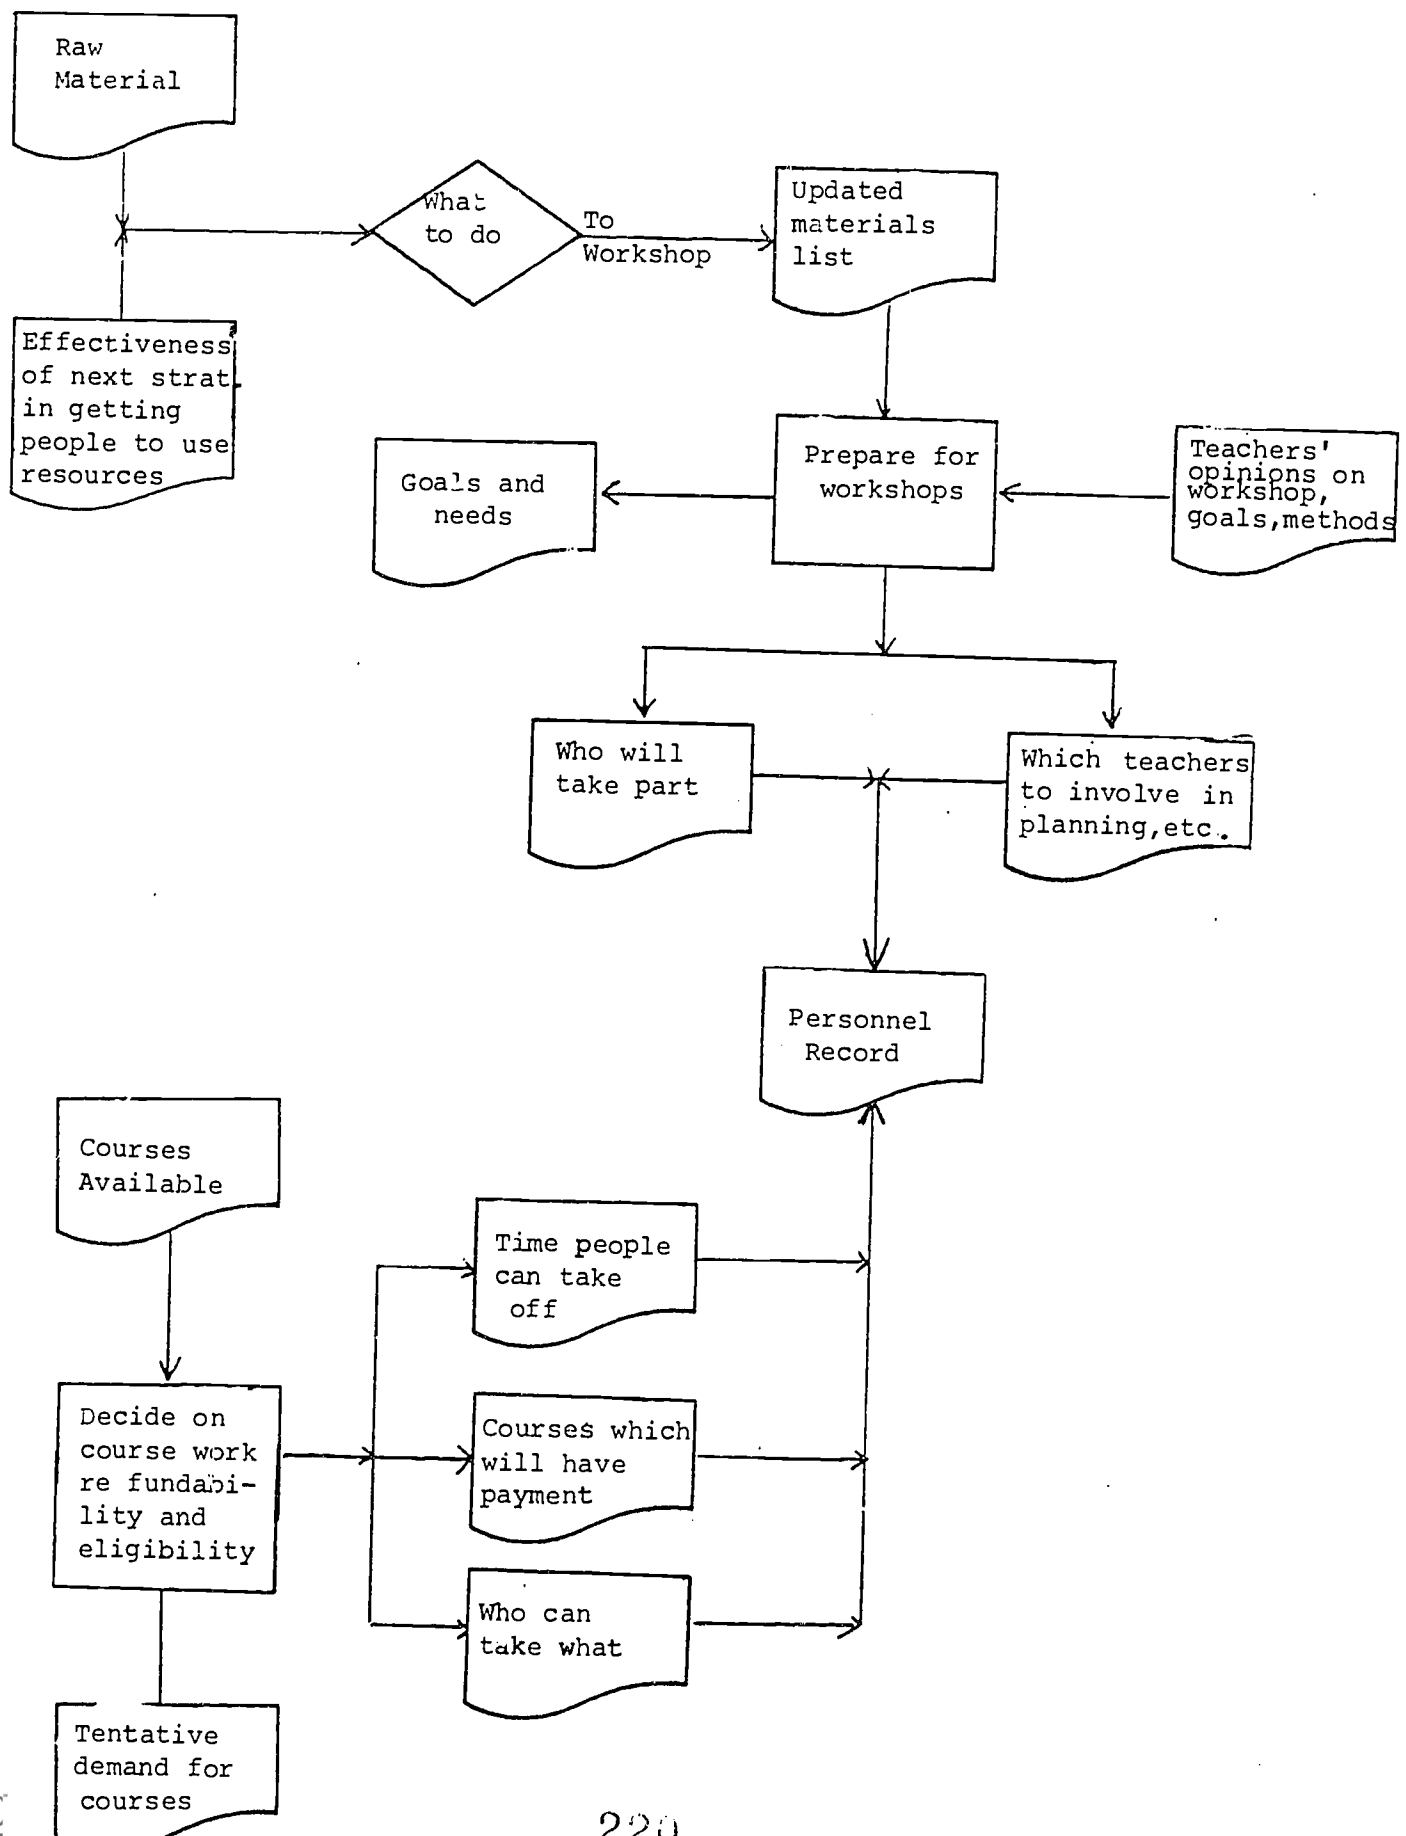 Raw
Material
What
to do
To
Workshop
Updated
materials
list
Effectiveness
of next strat.
in getting
people to use
resources
Goals and
needs
Prepare for
workshops
Teachers'
opinions on
workshop,
goals,methods
Who will
take part
Which teachers
to involve in
planning,etc.
Personnel
Record
Courses
Available
Time people
can take
off
Decide on
course work
re fundabi-
lity and
eligibility
Courses which
will have
payment
Who can
take what
Tentative
demand for
courses
220